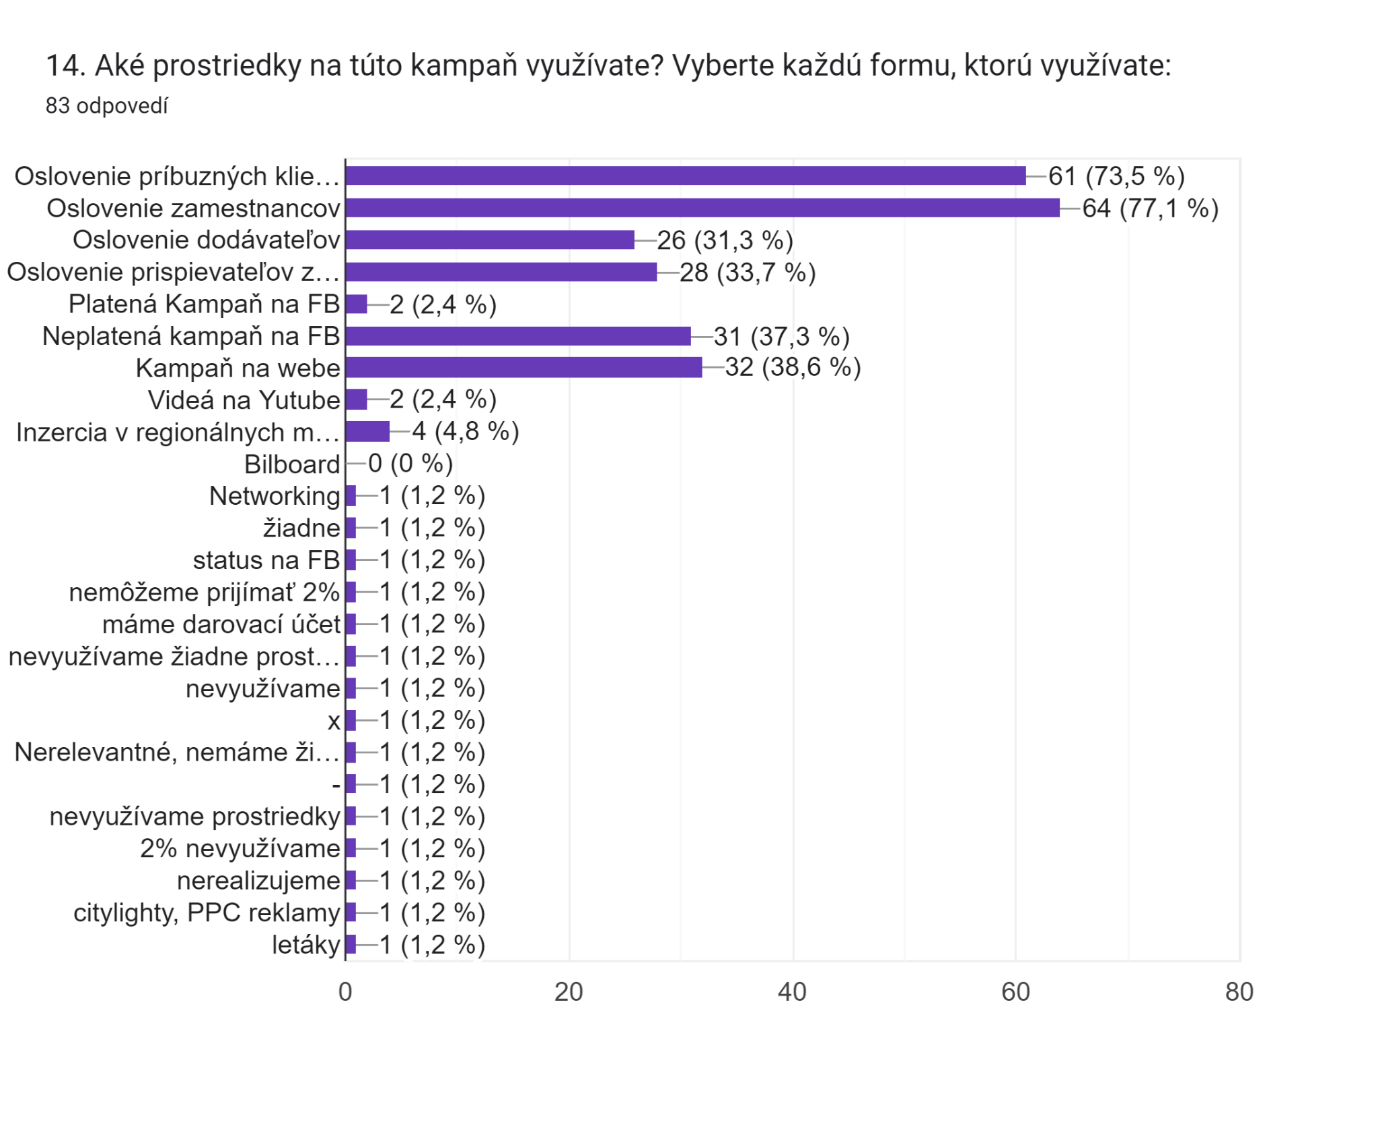 14. Aké prostriedky na túto kampaň využívate? Vyberte každú formu, ktorú využívate:
83 odpovedí
Oslovenie príbuzných klie… 61 (73,5 %)
Oslovenie zamestnancov 64 (77,1 %)
Oslovenie dodávateľov 26 (31,3 %)
Oslovenie prispievateľov z… 28 (33,7 %)
Platená Kampaň na FB 2 (2,4 %)
Neplatená kampaň na FB 31 (37,3 %)
Kampaň na webe 32 (38,6 %)
Videá na Yutube 2 (2,4 %)
Inzercia v regionálnych m… 4 (4,8 %)
Bilboard 0 (0 %)
Networking 1 (1,2 %)
žiadne 1 (1,2 %)
status na FB 1 (1,2 %)
nemôžeme prijímať 2% 1 (1,2 %)
máme darovací účet 1 (1,2 %)
nevyužívame žiadne prost… 1 (1,2 %)
nevyužívame 1 (1,2 %)
x 1 (1,2 %)
Nerelevantné, nemáme ži… 1 (1,2 %)
- 1 (1,2 %)
nevyužívame prostriedky 1 (1,2 %)
2% nevyužívame 1 (1,2 %)
nerealizujeme 1 (1,2 %)
citylighty, PPC reklamy 1 (1,2 %)
letáky 1 (1,2 %)
0 20 40 60 80